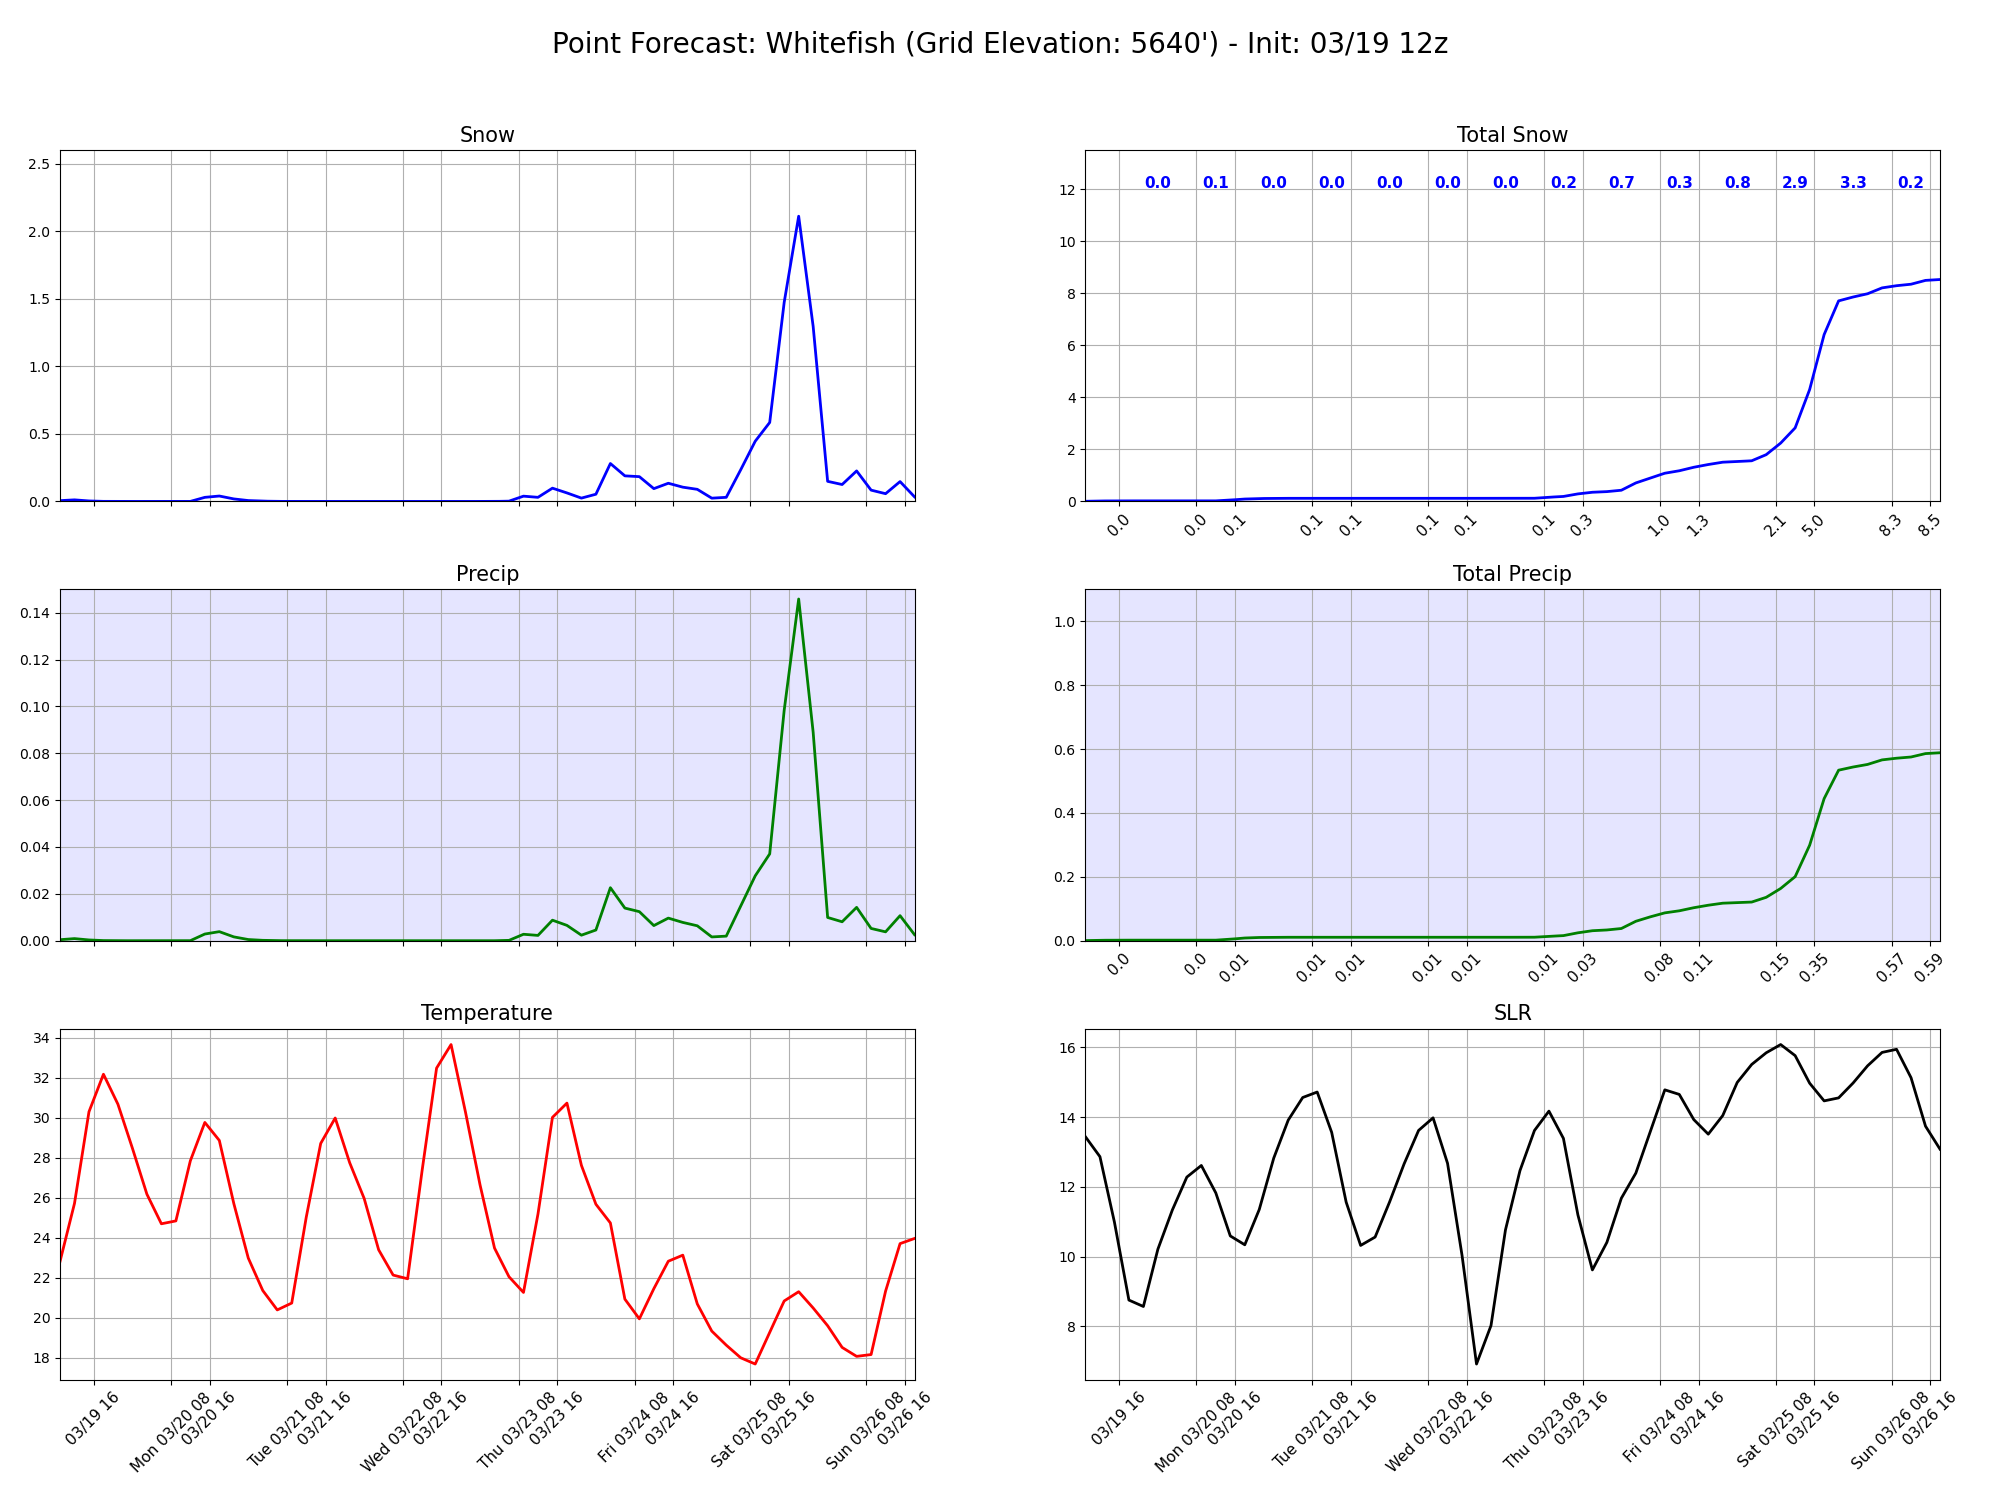 Point Forecast: Whitefish (Grid Elevation: 5640') - Init: 03/19 12z
Snow
2.5
2.0
1.5
1.0
0.5
0.0
Total Snow
0.0 0.1 0.0 0.0 0.0 0.0 0.0 0.2 0.7 0.3 0.8 2.9 3.3 0.2
12
10
8
6
4
2
0
0.0 0.0 0.1 0.1 0.1 0.1 0.1 0.1 0.3 1.0 1.3 2.1 5.0 8.3 8.5
Precip
0.14
0.12
0.10
0.08
0.06
0.04
0.02
0.00
Total Precip
1.0
0.8
0.6
0.4
0.2
0.0
0.0 0.0 0.01 0.01 0.01 0.01 0.01 0.01 0.03 0.08 0.11 0.15 0.35 0.57 0.59
Temperature
34
32
30
28
26
24
22
20
18
03/19 16
Mon 03/20 08
03/20 16
Tue 03/21 08
03/21 16
Wed 03/22 08
03/22 16
Thu 03/23 08
03/23 16
Fri 03/24 08
03/24 16
Sat 03/25 08
03/25 16
Sun 03/26 08
03/26 16
SLR
16
14
12
10
8
03/19 16
Mon 03/20 08
03/20 16
Tue 03/21 08
03/21 16
Wed 03/22 08
03/22 16
Thu 03/23 08
03/23 16
Fri 03/24 08
03/24 16
Sat 03/25 08
03/25 16
Sun 03/26 08
03/26 16